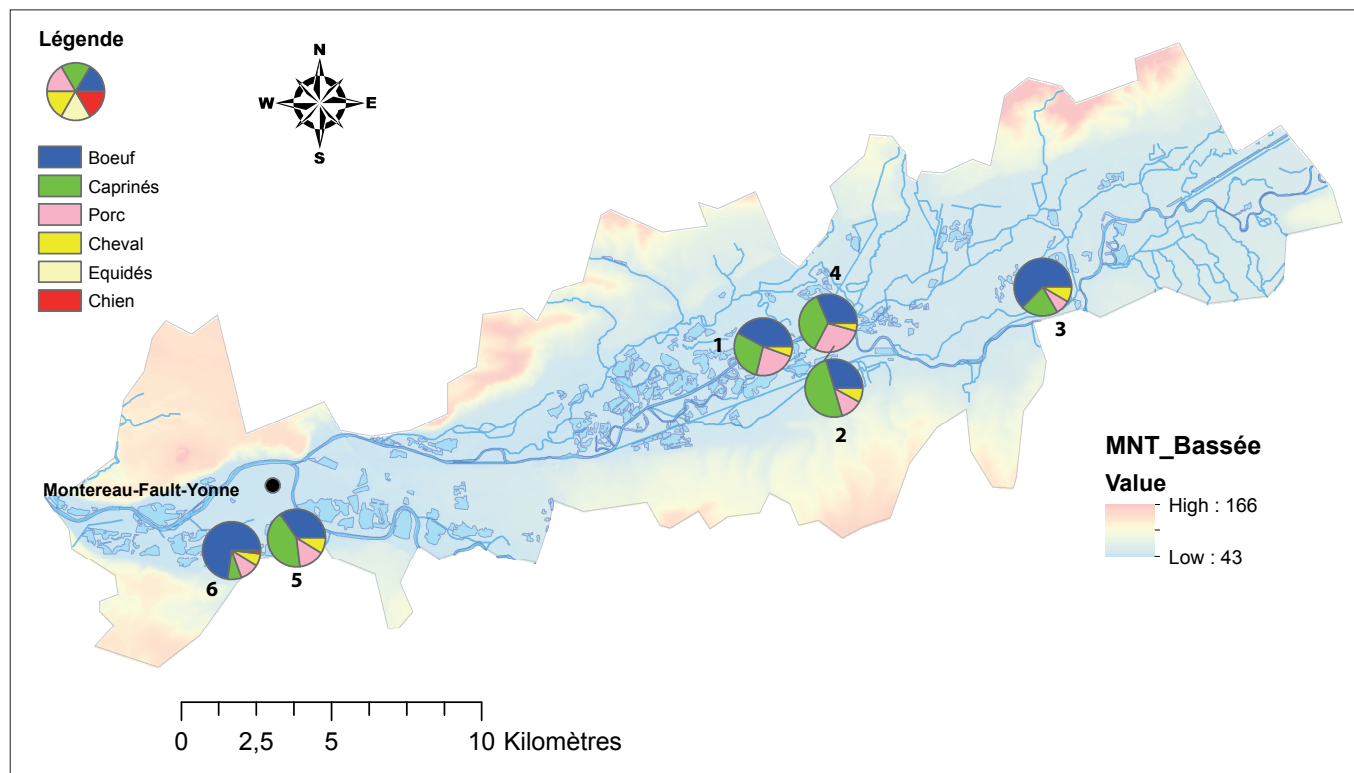 Légende
Boeuf
Caprinés
Porc
Cheval
Equidés
Chien
N
W E
S
4
1
3
2
Montereau-Fault-Yonne
6
5
MNT_Bassée
Value
High : 166
Low : 43
0 2,5 5 10 Kilomètres